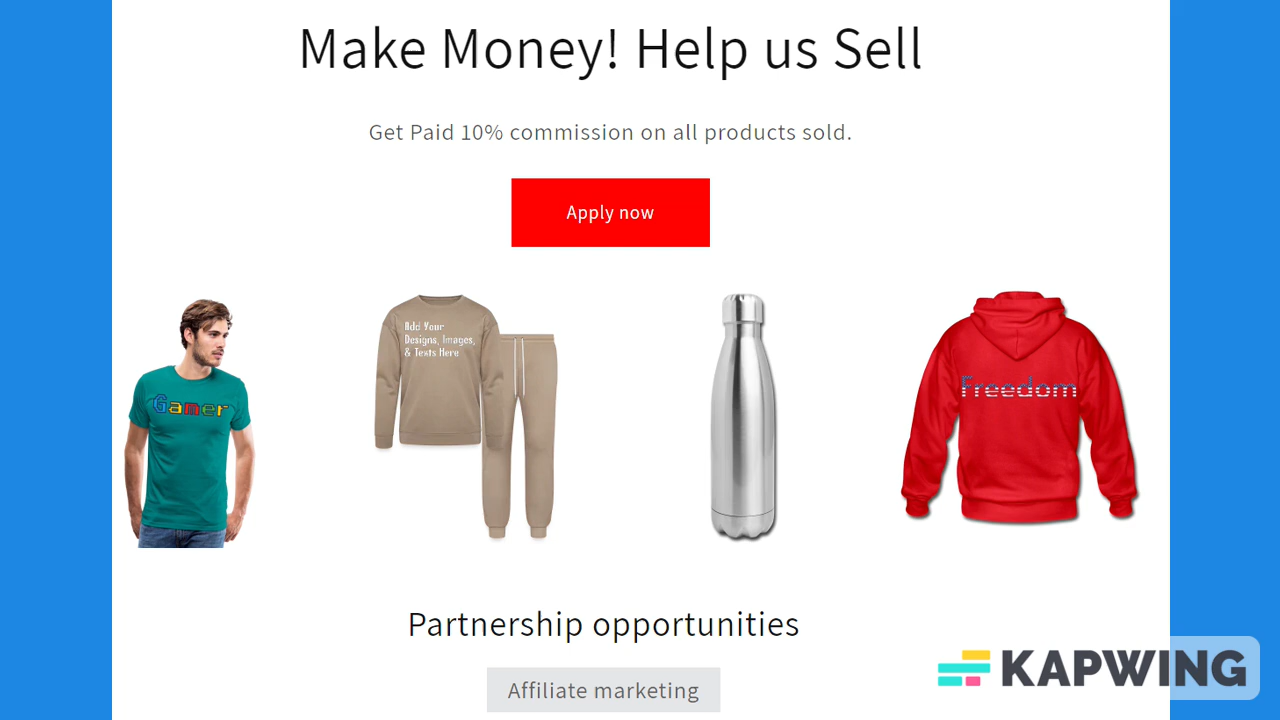 Make Money! Help us Sell
Get Paid 10% commission on all products sold.
Apply now
Gamer
Add Your
Designs, Images,
& Texts Here
Freedom
Partnership opportunities
Affiliate marketing
KAPWING